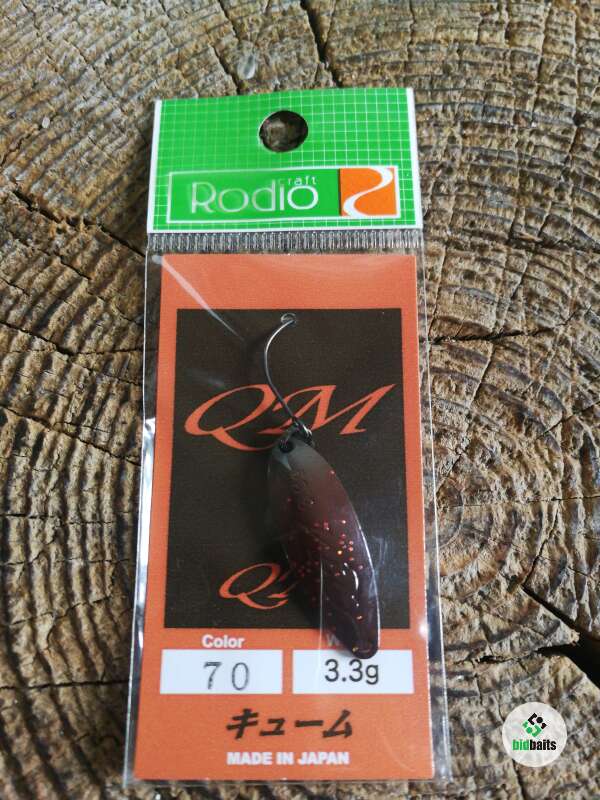 Rodio craft
QM
QM
Color
70
3.3g
キューム
MADE IN JAPAN
bidbaits